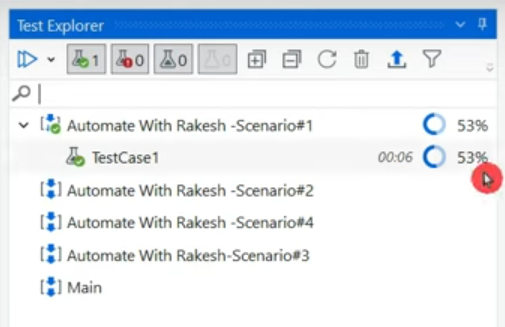 Test Explorer
1 0 0 0
Automate With Rakesh -Scenario#1 53%
TestCase1 00:06 53%
Automate With Rakesh -Scenario#2
Automate With Rakesh -Scenario#4
Automate With Rakesh-Scenario#3
Main